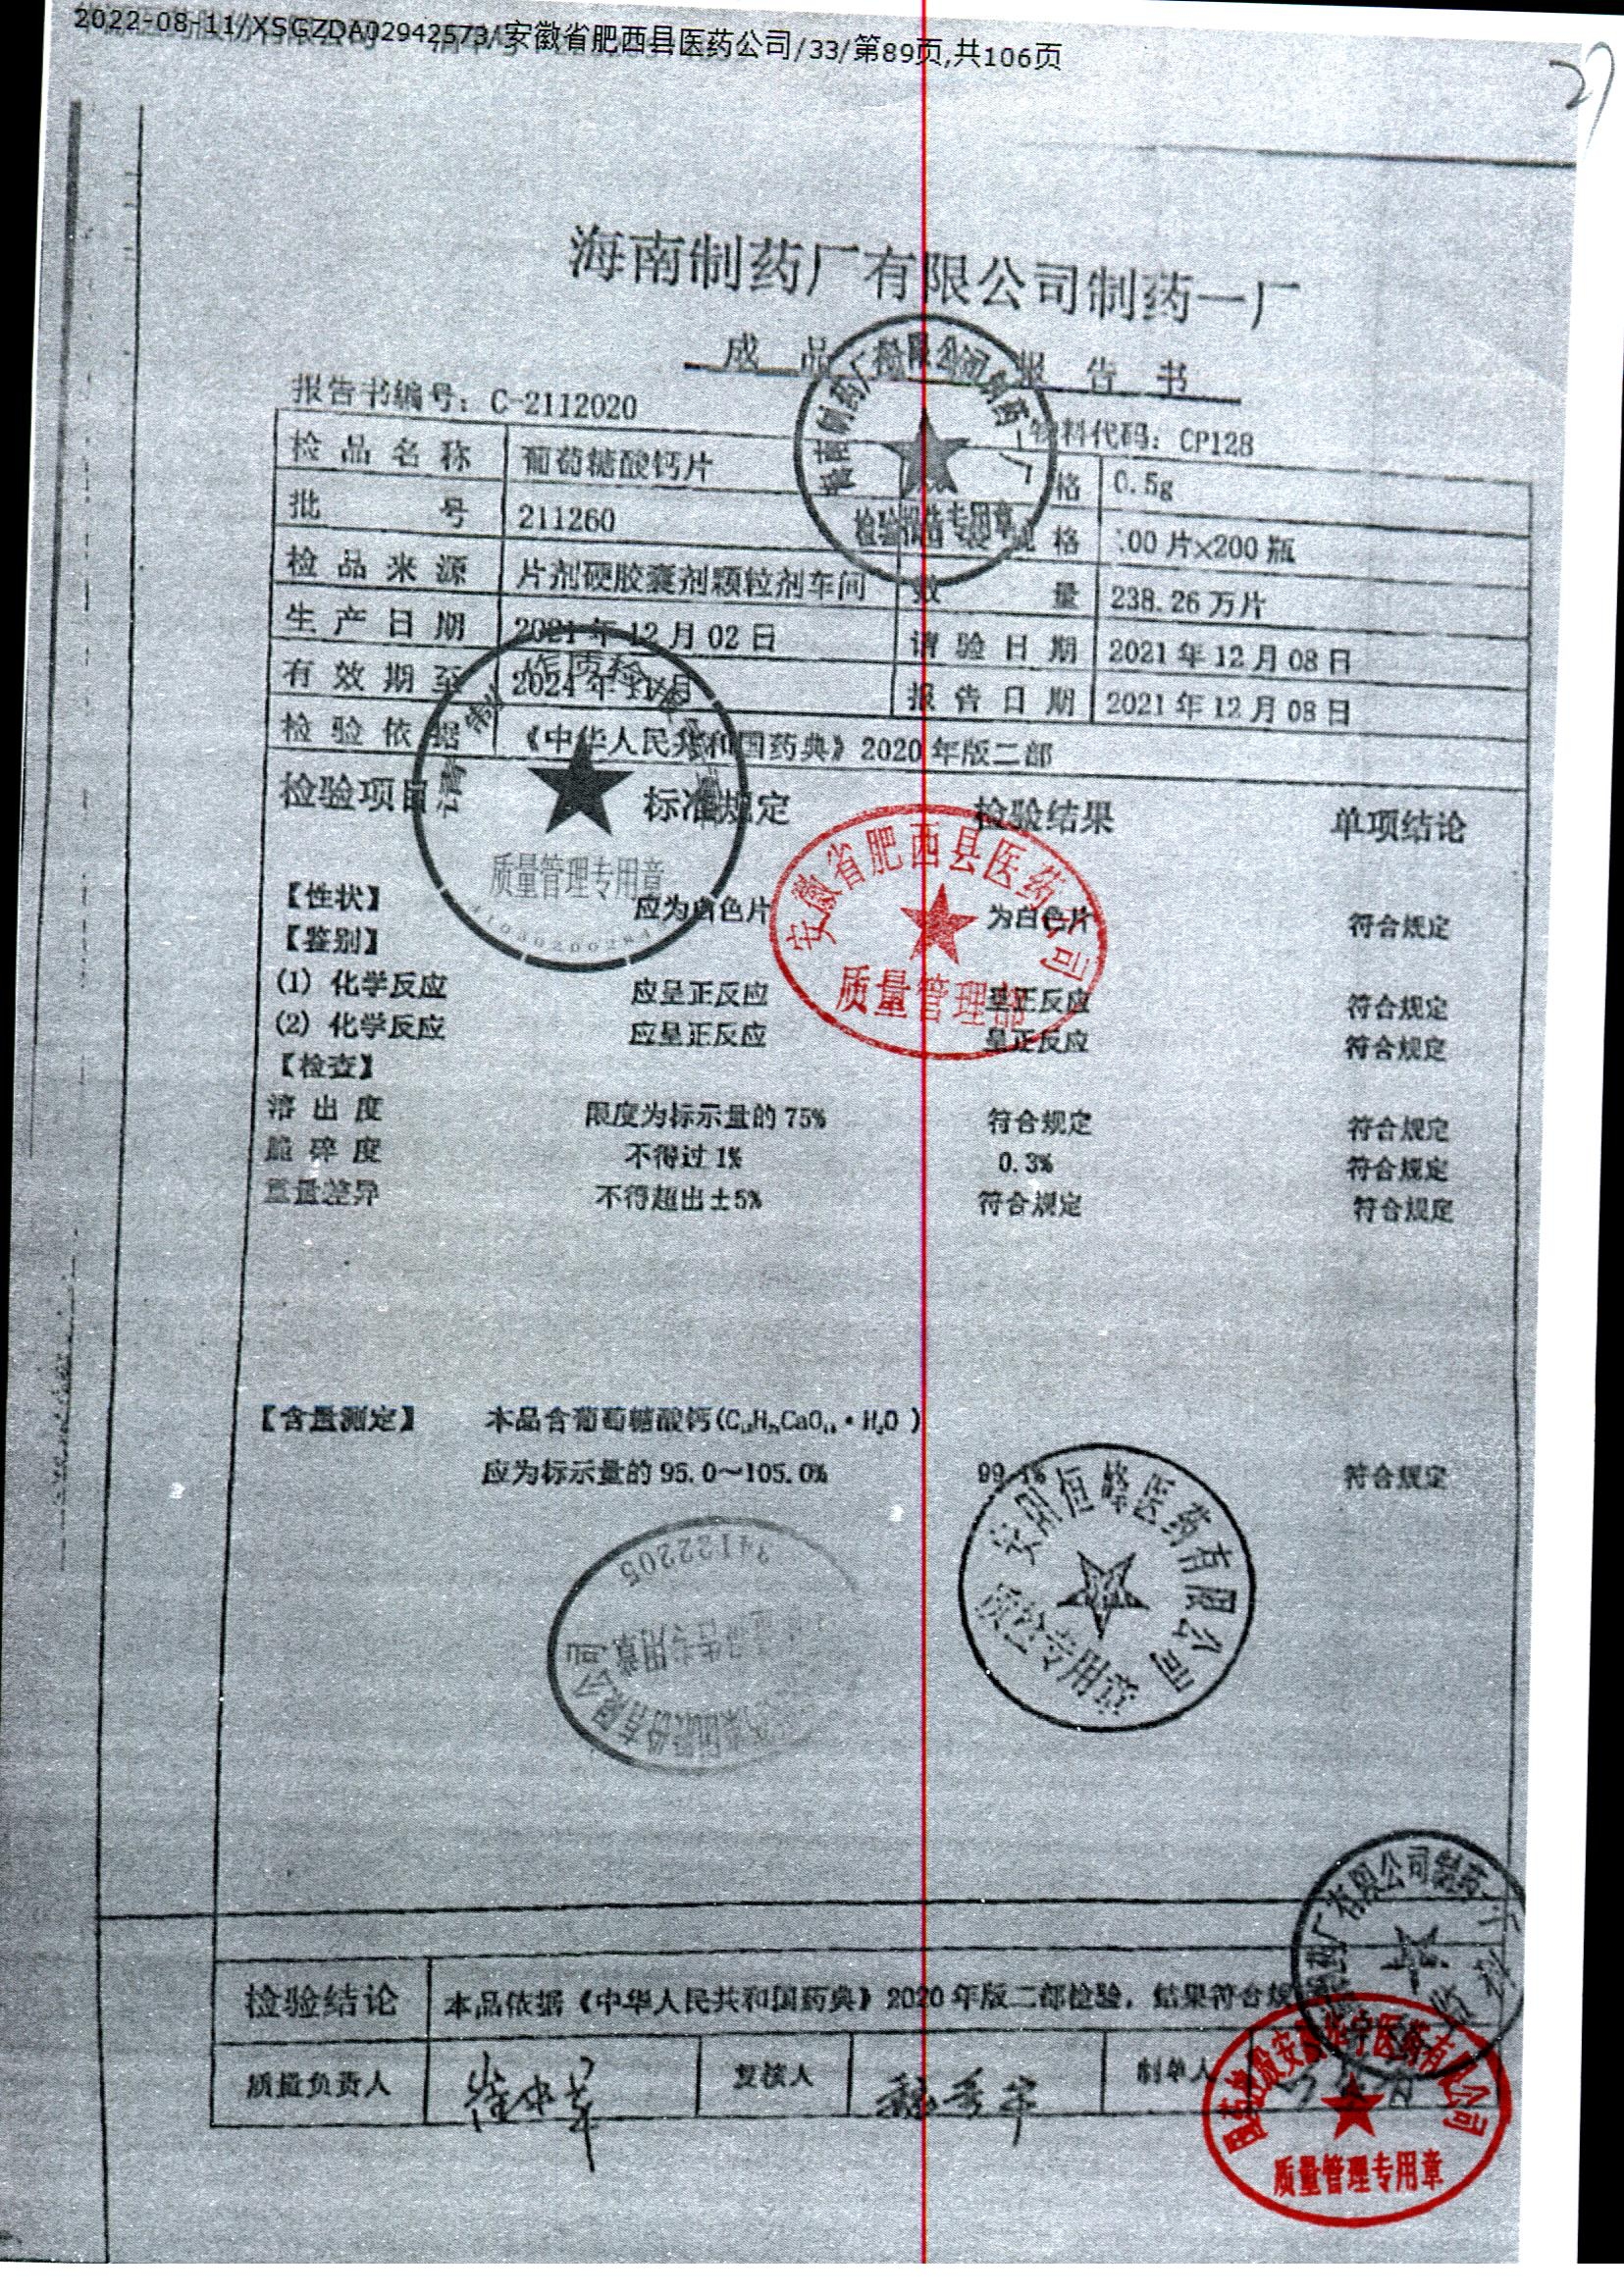 2022-08-11/XSGZDA02942573/安徽省肥西县医药公司/33/第89页,共106页
海南制药厂有限公司制药一厂
成 品 报 告 书
报告书编号: C-2112020 物料代码: CP128
检品名称 葡萄糖酸钙片 格 0.5g
批号 211260 格 00片×200瓶
检品来源 片剂硬胶囊剂颗粒剂车间 数量 238.26万片
生产日期 2021年12月02日 请验日期 2021年12月08日
有效期至 2024年11月 报告日期 2021年12月08日
检验依据 《中华人民共和国药典》2020年版二部
检验项目 标准规定 检验结果 单项结论
【性状】 应为白色片 为白色片 符合规定
【鉴别】
(1) 化学反应 应呈正反应 呈正反应 符合规定
(2) 化学反应 应呈正反应 呈正反应 符合规定
【检查】
溶出度 限度为标示量的75% 符合规定 符合规定
脆碎度 不得过1% 0.3% 符合规定
重量差异 不得超出±5% 符合规定 符合规定
质量管理专用章
安徽省肥西县医药公司
质量管理部
【含量测定】 本品含葡萄糖酸钙(C₁₂H₂₂CaO₁₄·H₂O)
应为标示量的95.0~105.0% 符合规定
34122205
恒峰医药有限公司
质控专用章
检验结论 本品依据《中华人民共和国药典》2020年版二部检验,结果符合规
质量负责人 复核人 制单人
质量管理专用章